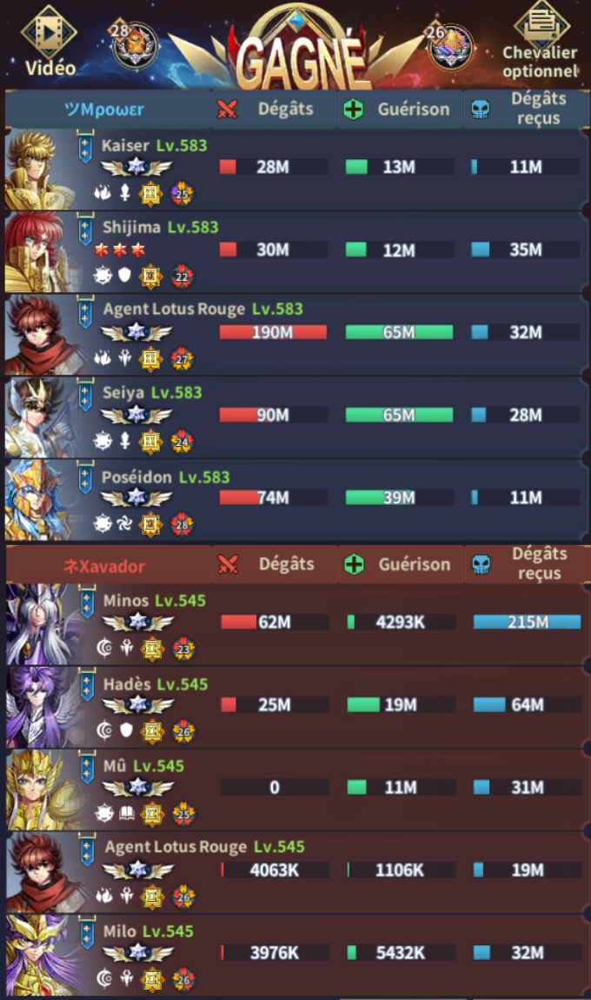 28
GAGNÉ
26
Vidéo
Chevalier
optionnel
ツMρowεr
Dégâts
Guérison
Dégâts
reçus
Kaiser Lv.583
28M
13M
11M
25
Shijima Lv.583
30M
12M
35M
22
Agent Lotus Rouge Lv.583
190M
65M
32M
27
Seiya Lv.583
90M
65M
28M
24
Poséidon Lv.583
74M
39M
11M
28
ネXavador
Dégâts
Guérison
Dégâts
reçus
Minos Lv.545
62M
4293K
215M
23
Hadès Lv.545
25M
19M
64M
26
Mû Lv.545
0
11M
31M
25
Agent Lotus Rouge Lv.545
4063K
1106K
19M
26
Milo Lv.545
3976K
5432K
32M
26